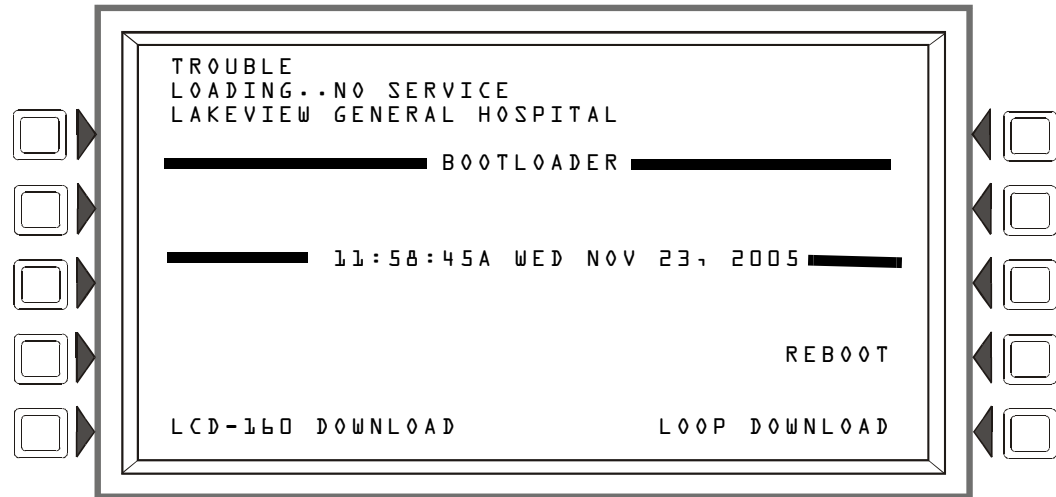 TROUBLE
LOADING..NO SERVICE
LAKEVIEW GENERAL HOSPITAL
BOOTLOADER
11:58:45A WED NOV 23, 2005
REBOOT
LCD-160 DOWNLOAD LOOP DOWNLOAD